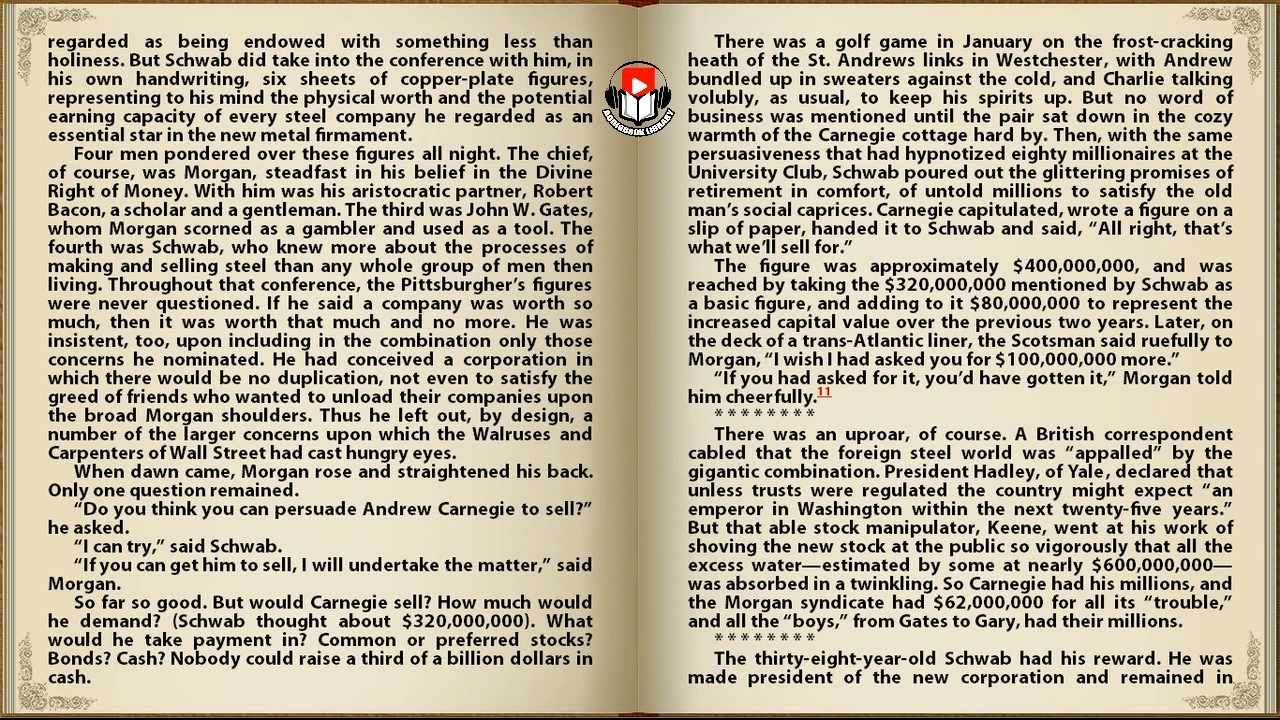 regarded as being endowed with something less than
holiness. But Schwab did take into the conference with him, in
his own handwriting, six sheets of copper-plate figures,
representing to his mind the physical worth and the potential
earning capacity of every steel company he regarded as an
essential star in the new metal firmament.
Four men pondered over these figures all night. The chief,
of course, was Morgan, steadfast in his belief in the Divine
Right of Money. With him was his aristocratic partner, Robert
Bacon, a scholar and a gentleman. The third was John W. Gates,
whom Morgan scorned as a gambler and used as a tool. The
fourth was Schwab, who knew more about the processes of
making and selling steel than any whole group of men then
living. Throughout that conference, the Pittsburgher's figures
were never questioned. If he said a company was worth so
much, then it was worth that much and no more. He was
insistent, too, upon including in the combination only those
concerns he nominated. He had conceived a corporation in
which there would be no duplication, not even to satisfy the
greed of friends who wanted to unload their companies upon
the broad Morgan shoulders. Thus he left out, by design, a
number of the larger concerns upon which the Walruses and
Carpenters of Wall Street had cast hungry eyes.
When dawn came, Morgan rose and straightened his back.
Only one question remained.
“Do you think you can persuade Andrew Carnegie to sell?”
he asked.
“I can try,” said Schwab.
“If you can get him to sell, I will undertake the matter,” said
Morgan.
So far so good. But would Carnegie sell? How much would
he demand? (Schwab thought about $320,000,000). What
would he take payment in? Common or preferred stocks?
Bonds? Cash? Nobody could raise a third of a billion dollars in
cash.
AUDIOBOOK LIBRARY
There was a golf game in January on the frost-cracking
heath of the St. Andrews links in Westchester, with Andrew
bundled up in sweaters against the cold, and Charlie talking
volubly, as usual, to keep his spirits up. But no word of
business was mentioned until the pair sat down in the cozy
warmth of the Carnegie cottage hard by. Then, with the same
persuasiveness that had hypnotized eighty millionaires at the
University Club, Schwab poured out the glittering promises of
retirement in comfort, of untold millions to satisfy the old
man's social caprices. Carnegie capitulated, wrote a figure on a
slip of paper, handed it to Schwab and said, “All right, that's
what we'll sell for.”
The figure was approximately $400,000,000, and was
reached by taking the $320,000,000 mentioned by Schwab as
a basic figure, and adding to it $80,000,000 to represent the
increased capital value over the previous two years. Later, on
the deck of a trans-Atlantic liner, the Scotsman said ruefully to
Morgan, “I wish I had asked you for $100,000,000 more.”
“If you had asked for it, you'd have gotten it,” Morgan told
him cheerfully.11
* * * * * * * *
There was an uproar, of course. A British correspondent
cabled that the foreign steel world was “appalled” by the
gigantic combination. President Hadley, of Yale, declared that
unless trusts were regulated the country might expect “an
emperor in Washington within the next twenty-five years.”
But that able stock manipulator, Keene, went at his work of
shoving the new stock at the public so vigorously that all the
excess water—estimated by some at nearly $600,000,000—
was absorbed in a twinkling. So Carnegie had his millions, and
the Morgan syndicate had $62,000,000 for all its “trouble,”
and all the “boys,” from Gates to Gary, had their millions.
* * * * * * * *
The thirty-eight-year-old Schwab had his reward. He was
made president of the new corporation and remained in